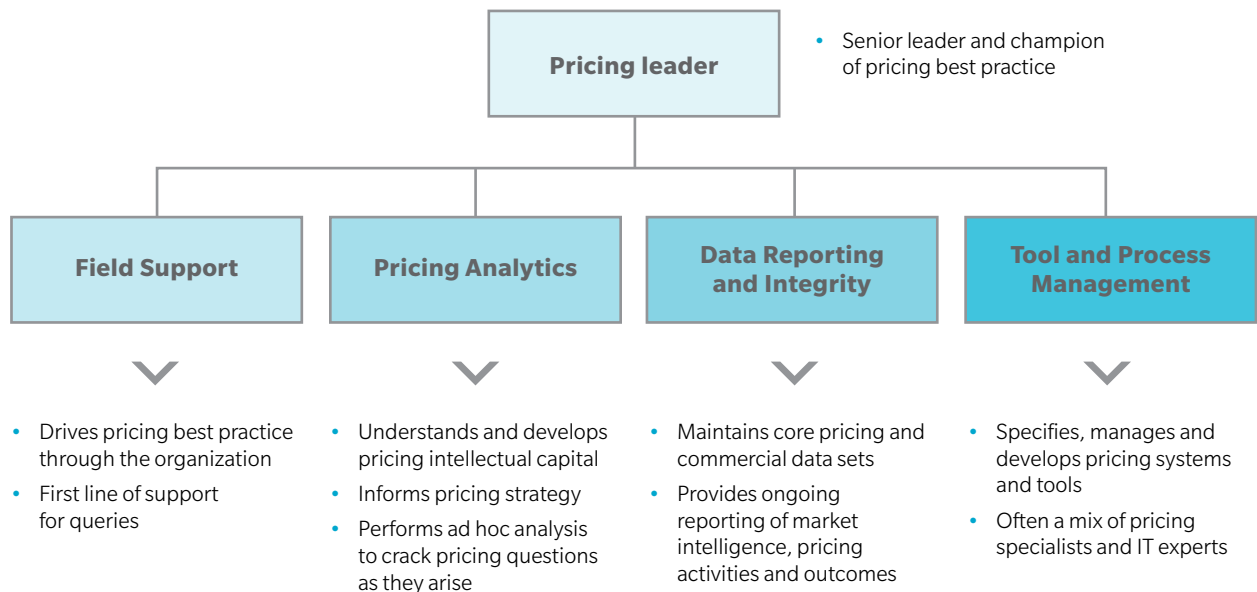 Pricing leader
• Senior leader and champion
of pricing best practice
Field Support
Pricing Analytics
Data Reporting
and Integrity
Tool and Process
Management
• Drives pricing best practice
through the organization
• First line of support
for queries
• Understands and develops
pricing intellectual capital
• Informs pricing strategy
• Performs ad hoc analysis
to crack pricing questions
as they arise
• Maintains core pricing and
commercial data sets
• Provides ongoing
reporting of market
intelligence, pricing
activities and outcomes
• Specifies, manages and
develops pricing systems
and tools
• Often a mix of pricing
specialists and IT experts